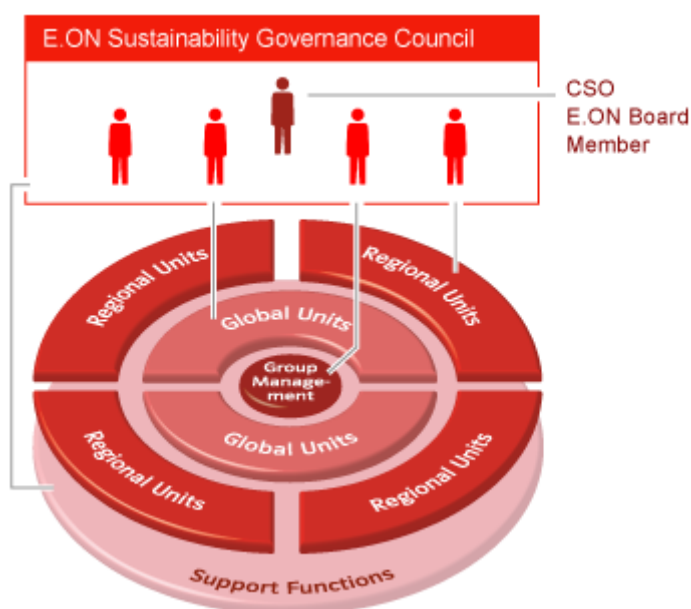 E.ON Sustainability Governance Council
CSO
E.ON Board
Member
Regional Units
Regional Units
Global Units
Group
Manage-
ment
Global Units
Regional Units
Regional Units
Support Functions